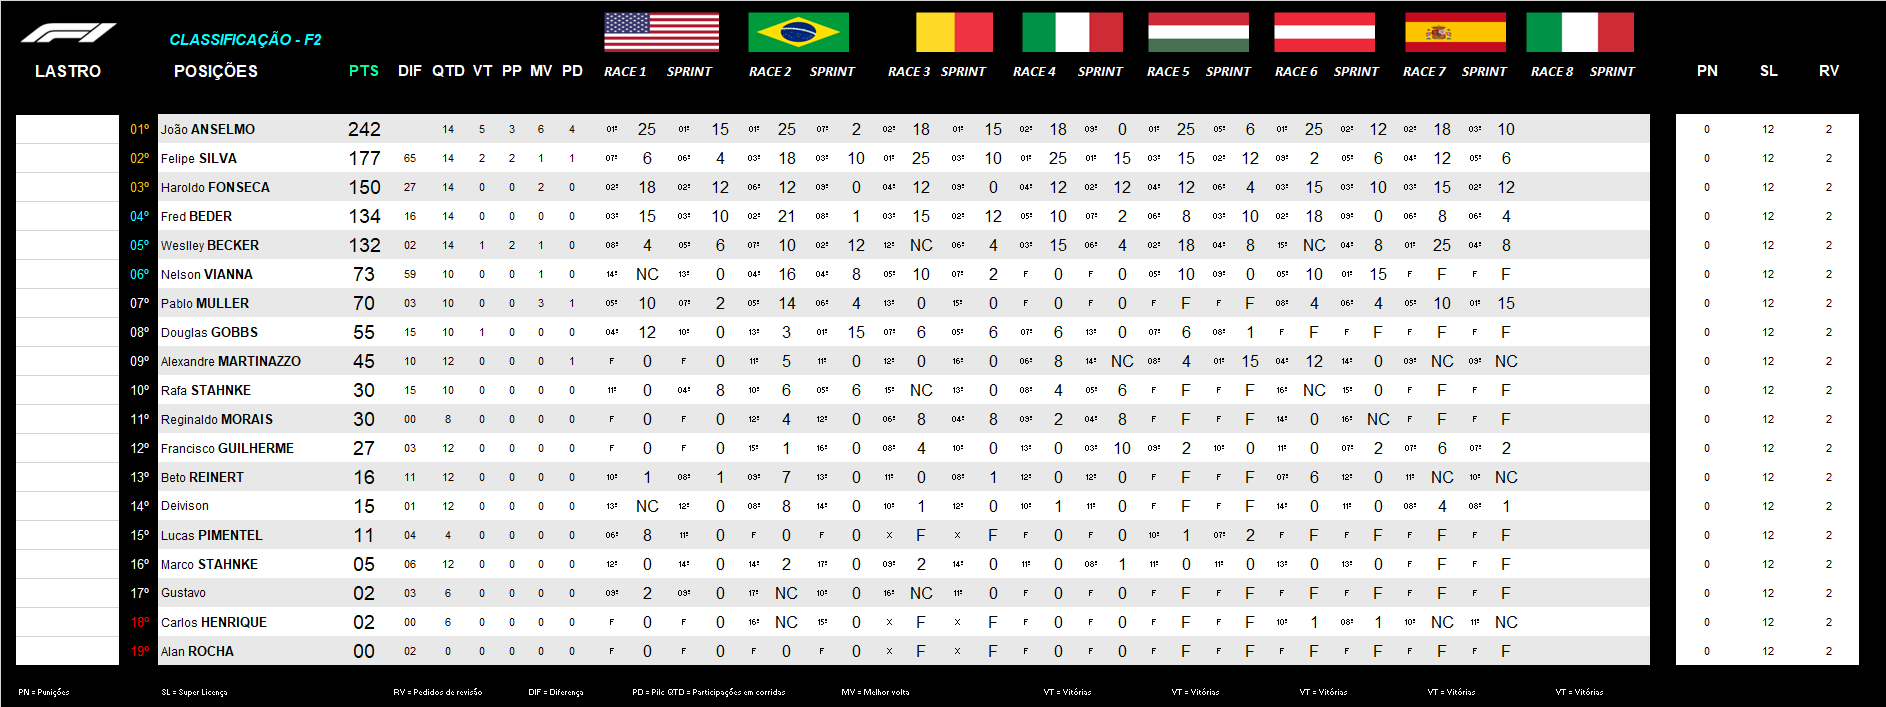 F1
CLASSIFICAÇÃO - F2
LASTRO POSIÇÕES PTS DIF QTD VT PP MV PD RACE 1 SPRINT RACE 2 SPRINT RACE 3 SPRINT RACE 4 SPRINT RACE 5 SPRINT RACE 6 SPRINT RACE 7 SPRINT RACE 8 SPRINT PN SL RV
01º João ANSELMO 242 14 5 3 6 4 01º 25 01º 15 01º 25 07º 2 02º 18 01º 15 02º 18 09º 0 01º 25 05º 6 01º 25 02º 12 02º 18 03º 10 0 12 2
02º Felipe SILVA 177 65 14 2 2 1 1 07º 6 06º 4 03º 18 03º 10 01º 25 03º 10 01º 25 01º 15 03º 15 02º 12 09º 2 05º 6 04º 12 05º 6 0 12 2
03º Haroldo FONSECA 150 27 14 0 0 2 0 02º 18 02º 12 06º 12 09º 0 04º 12 09º 0 04º 12 02º 12 04º 12 06º 4 03º 15 03º 10 03º 15 02º 12 0 12 2
04º Fred BEDER 134 16 14 0 0 0 0 03º 15 03º 10 02º 21 08º 1 03º 15 02º 12 05º 10 07º 2 06º 8 03º 10 02º 18 09º 0 06º 8 06º 4 0 12 2
05º Weslley BECKER 132 02 14 1 2 1 0 08º 4 05º 6 07º 10 02º 12 12º NC 06º 4 03º 15 06º 4 02º 18 04º 8 15º NC 04º 8 01º 25 04º 8 0 12 2
06º Nelson VIANNA 73 59 10 0 0 1 0 14º NC 13º 0 04º 16 04º 8 05º 10 07º 2 F 0 F 0 05º 10 09º 0 05º 10 01º 15 F F F F 0 12 2
07º Pablo MULLER 70 03 10 0 0 3 1 05º 10 07º 2 05º 14 06º 4 13º 0 15º 0 F 0 F 0 F F F F 08º 4 06º 4 05º 10 01º 15 0 12 2
08º Douglas GOBBS 55 15 10 1 0 0 0 04º 12 10º 0 13º 3 01º 15 07º 6 05º 6 07º 6 13º 0 07º 6 08º 1 F F F F F F F F 0 12 2
09º Alexandre MARTINAZZO 45 10 12 0 0 0 1 F 0 F 0 11º 5 11º 0 12º 0 16º 0 06º 8 14º NC 08º 4 01º 15 04º 12 14º 0 09º NC 09º NC 0 12 2
10º Rafa STAHNKE 30 15 10 0 0 0 0 11º 0 04º 8 10º 6 05º 6 15º NC 13º 0 08º 4 05º 6 F F F F 16º NC 15º 0 F F F F 0 12 2
11º Reginaldo MORAIS 30 00 8 0 0 0 0 F 0 F 0 12º 4 12º 0 06º 8 04º 8 09º 2 04º 8 F F F F 14º 0 16º NC F F F F 0 12 2
12º Francisco GUILHERME 27 03 12 0 0 0 0 F 0 F 0 15º 1 16º 0 08º 4 10º 0 13º 0 03º 10 09º 2 10º 0 11º 0 07º 2 07º 6 07º 2 0 12 2
13º Beto REINERT 16 11 12 0 0 0 0 10º 1 08º 1 09º 7 13º 0 11º 0 08º 1 12º 0 12º 0 F F F F 07º 6 12º 0 11º NC 10º NC 0 12 2
14º Deivison 15 01 12 0 0 0 0 13º NC 12º 0 08º 8 14º 0 10º 1 12º 0 10º 1 11º 0 F F F F 14º 0 11º 0 08º 4 08º 1 0 12 2
15º Lucas PIMENTEL 11 04 4 0 0 0 0 06º 8 11º 0 F 0 F 0 X F X F F 0 F 0 10º 1 07º 2 F F F F F F F F 0 12 2
16º Marco STAHNKE 05 06 12 0 0 0 0 12º 0 14º 0 14º 2 17º 0 09º 2 14º 0 11º 0 08º 1 11º 0 11º 0 13º 0 13º 0 F F F F 0 12 2
17º Gustavo 02 03 6 0 0 0 0 09º 2 09º 0 17º NC 10º 0 16º NC 11º 0 F 0 F 0 F F F F F F F F F F F F 0 12 2
18º Carlos HENRIQUE 02 00 6 0 0 0 0 F 0 F 0 16º NC 15º 0 X F X F F 0 F 0 F F F F 10º 1 08º 1 10º NC 11º NC 0 12 2
19º Alan ROCHA 00 02 0 0 0 0 0 F 0 F 0 F 0 F 0 X F X F F 0 F 0 F F F F F F F F F F F F 0 12 2
PN = Punições SL = Super Licença RV = Pedidos de revisão DIF = Diferença PD = Pilc QTD = Participações em corridas MV = Melhor volta VT = Vitórias VT = Vitórias VT = Vitórias VT = Vitórias VT = Vitórias